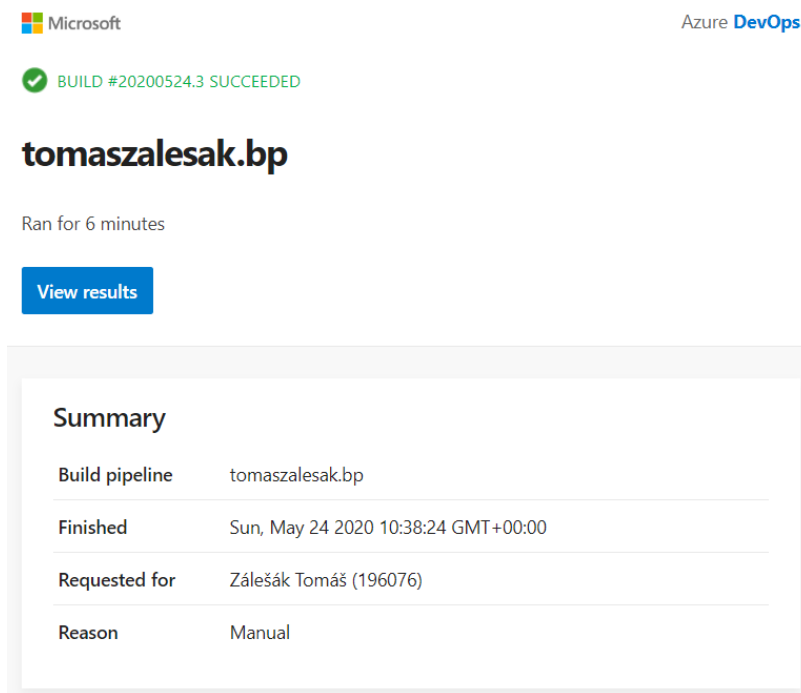 Microsoft
Azure DevOps
BUILD #20200524.3 SUCCEEDED
tomaszalesak.bp
Ran for 6 minutes
View results
Summary
Build pipeline tomaszalesak.bp
Finished Sun, May 24 2020 10:38:24 GMT+00:00
Requested for Zálešák Tomáš (196076)
Reason Manual